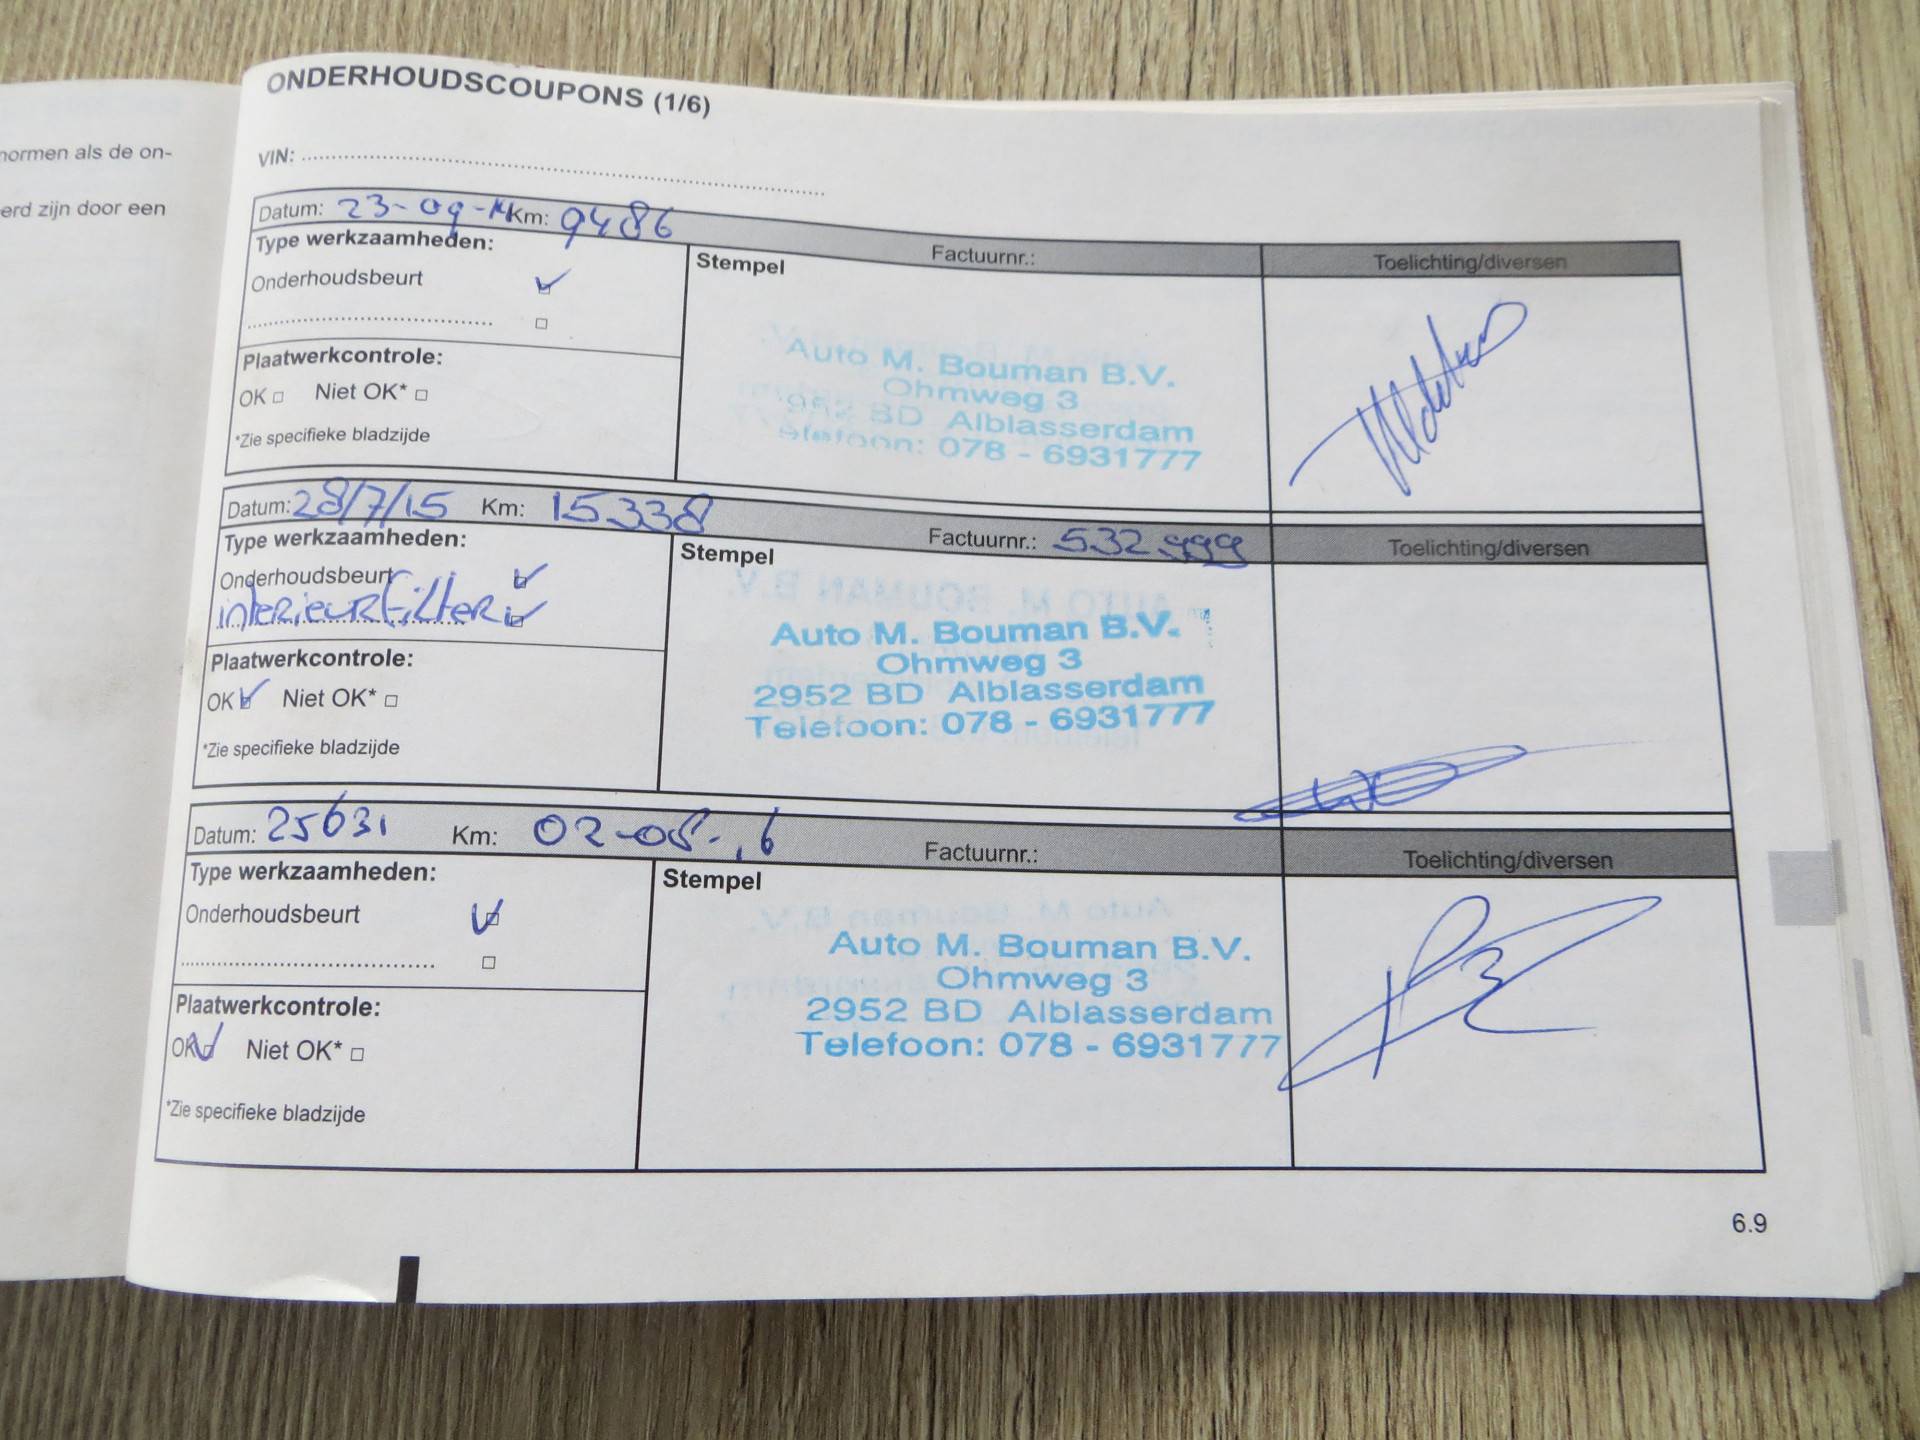 normen als de on-
erd zijn door een
ONDERHOUDSCOUPONS (1/6)
VIN:
Datum: 23-09-14 Km: 9486 Factuurnr.: Toelichting/diversen
Type werkzaamheden: Stempel
Onderhoudsbeurt
Auto M. Bouman B.V.
Ohmweg 3
2952 BD Alblasserdam
Telefoon: 078 - 6931777
Plaatwerkcontrole:
OK Niet OK*
*Zie specifieke bladzijde
Datum: 28/7/15 Km: 15338 Factuurnr.: 532999 Toelichting/diversen
Type werkzaamheden: Stempel
Onderhoudsbeurt
interieurfilter
Auto M. Bouman B.V.
Ohmweg 3
2952 BD Alblasserdam
Telefoon: 078 - 6931777
Plaatwerkcontrole:
OK Niet OK*
*Zie specifieke bladzijde
Datum: 25631 Km: 02-08-16 Factuurnr.: Toelichting/diversen
Type werkzaamheden: Stempel
Onderhoudsbeurt
Auto M. Bouman B.V.
Ohmweg 3
2952 BD Alblasserdam
Telefoon: 078 - 6931777
Plaatwerkcontrole:
OK Niet OK*
*Zie specifieke bladzijde
6.9